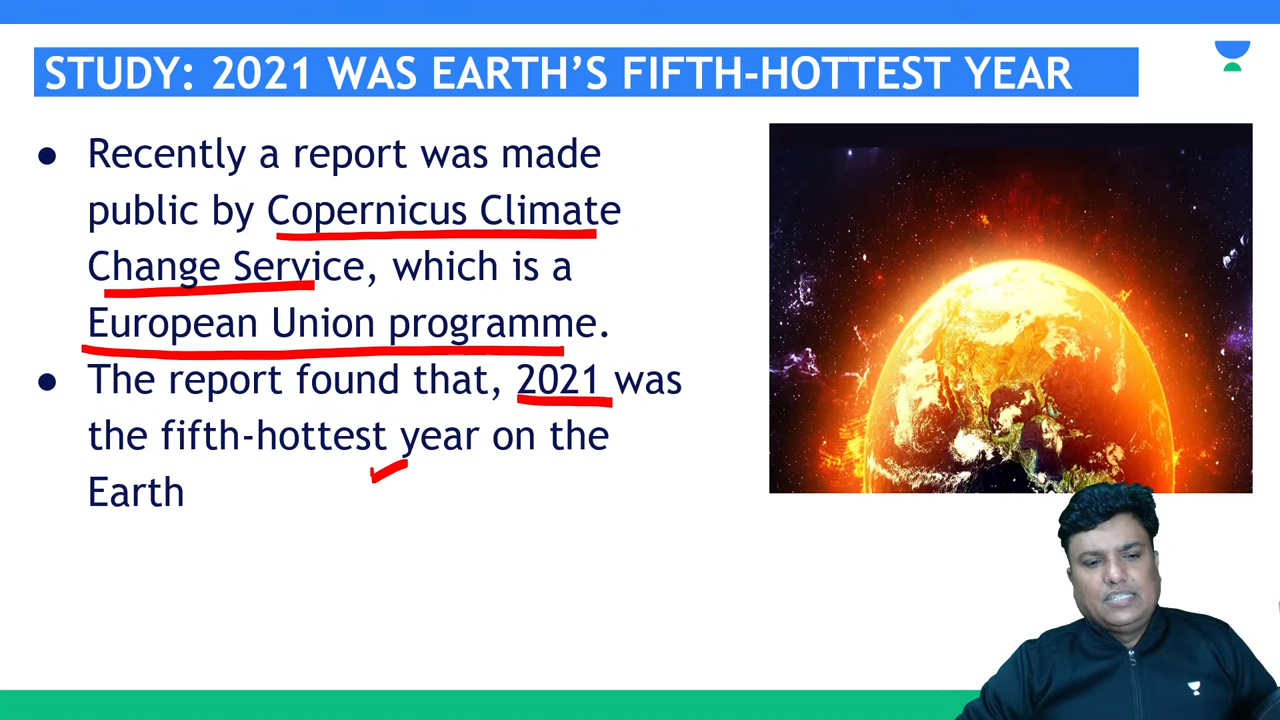 STUDY: 2021 WAS EARTH’S FIFTH-HOTTEST YEAR
● Recently a report was made
public by Copernicus Climate
Change Service, which is a
European Union programme.
● The report found that, 2021 was
the fifth-hottest year on the
Earth